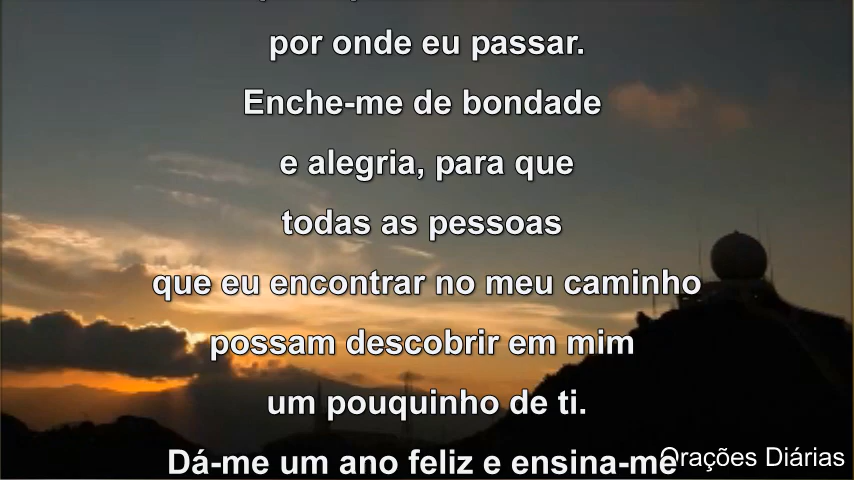 por onde eu passar.
Enche-me de bondade
e alegria, para que
todas as pessoas
que eu encontrar no meu caminho
possam descobrir em mim
um pouquinho de ti.
Dá-me um ano feliz e ensina-me
Orações Diárias